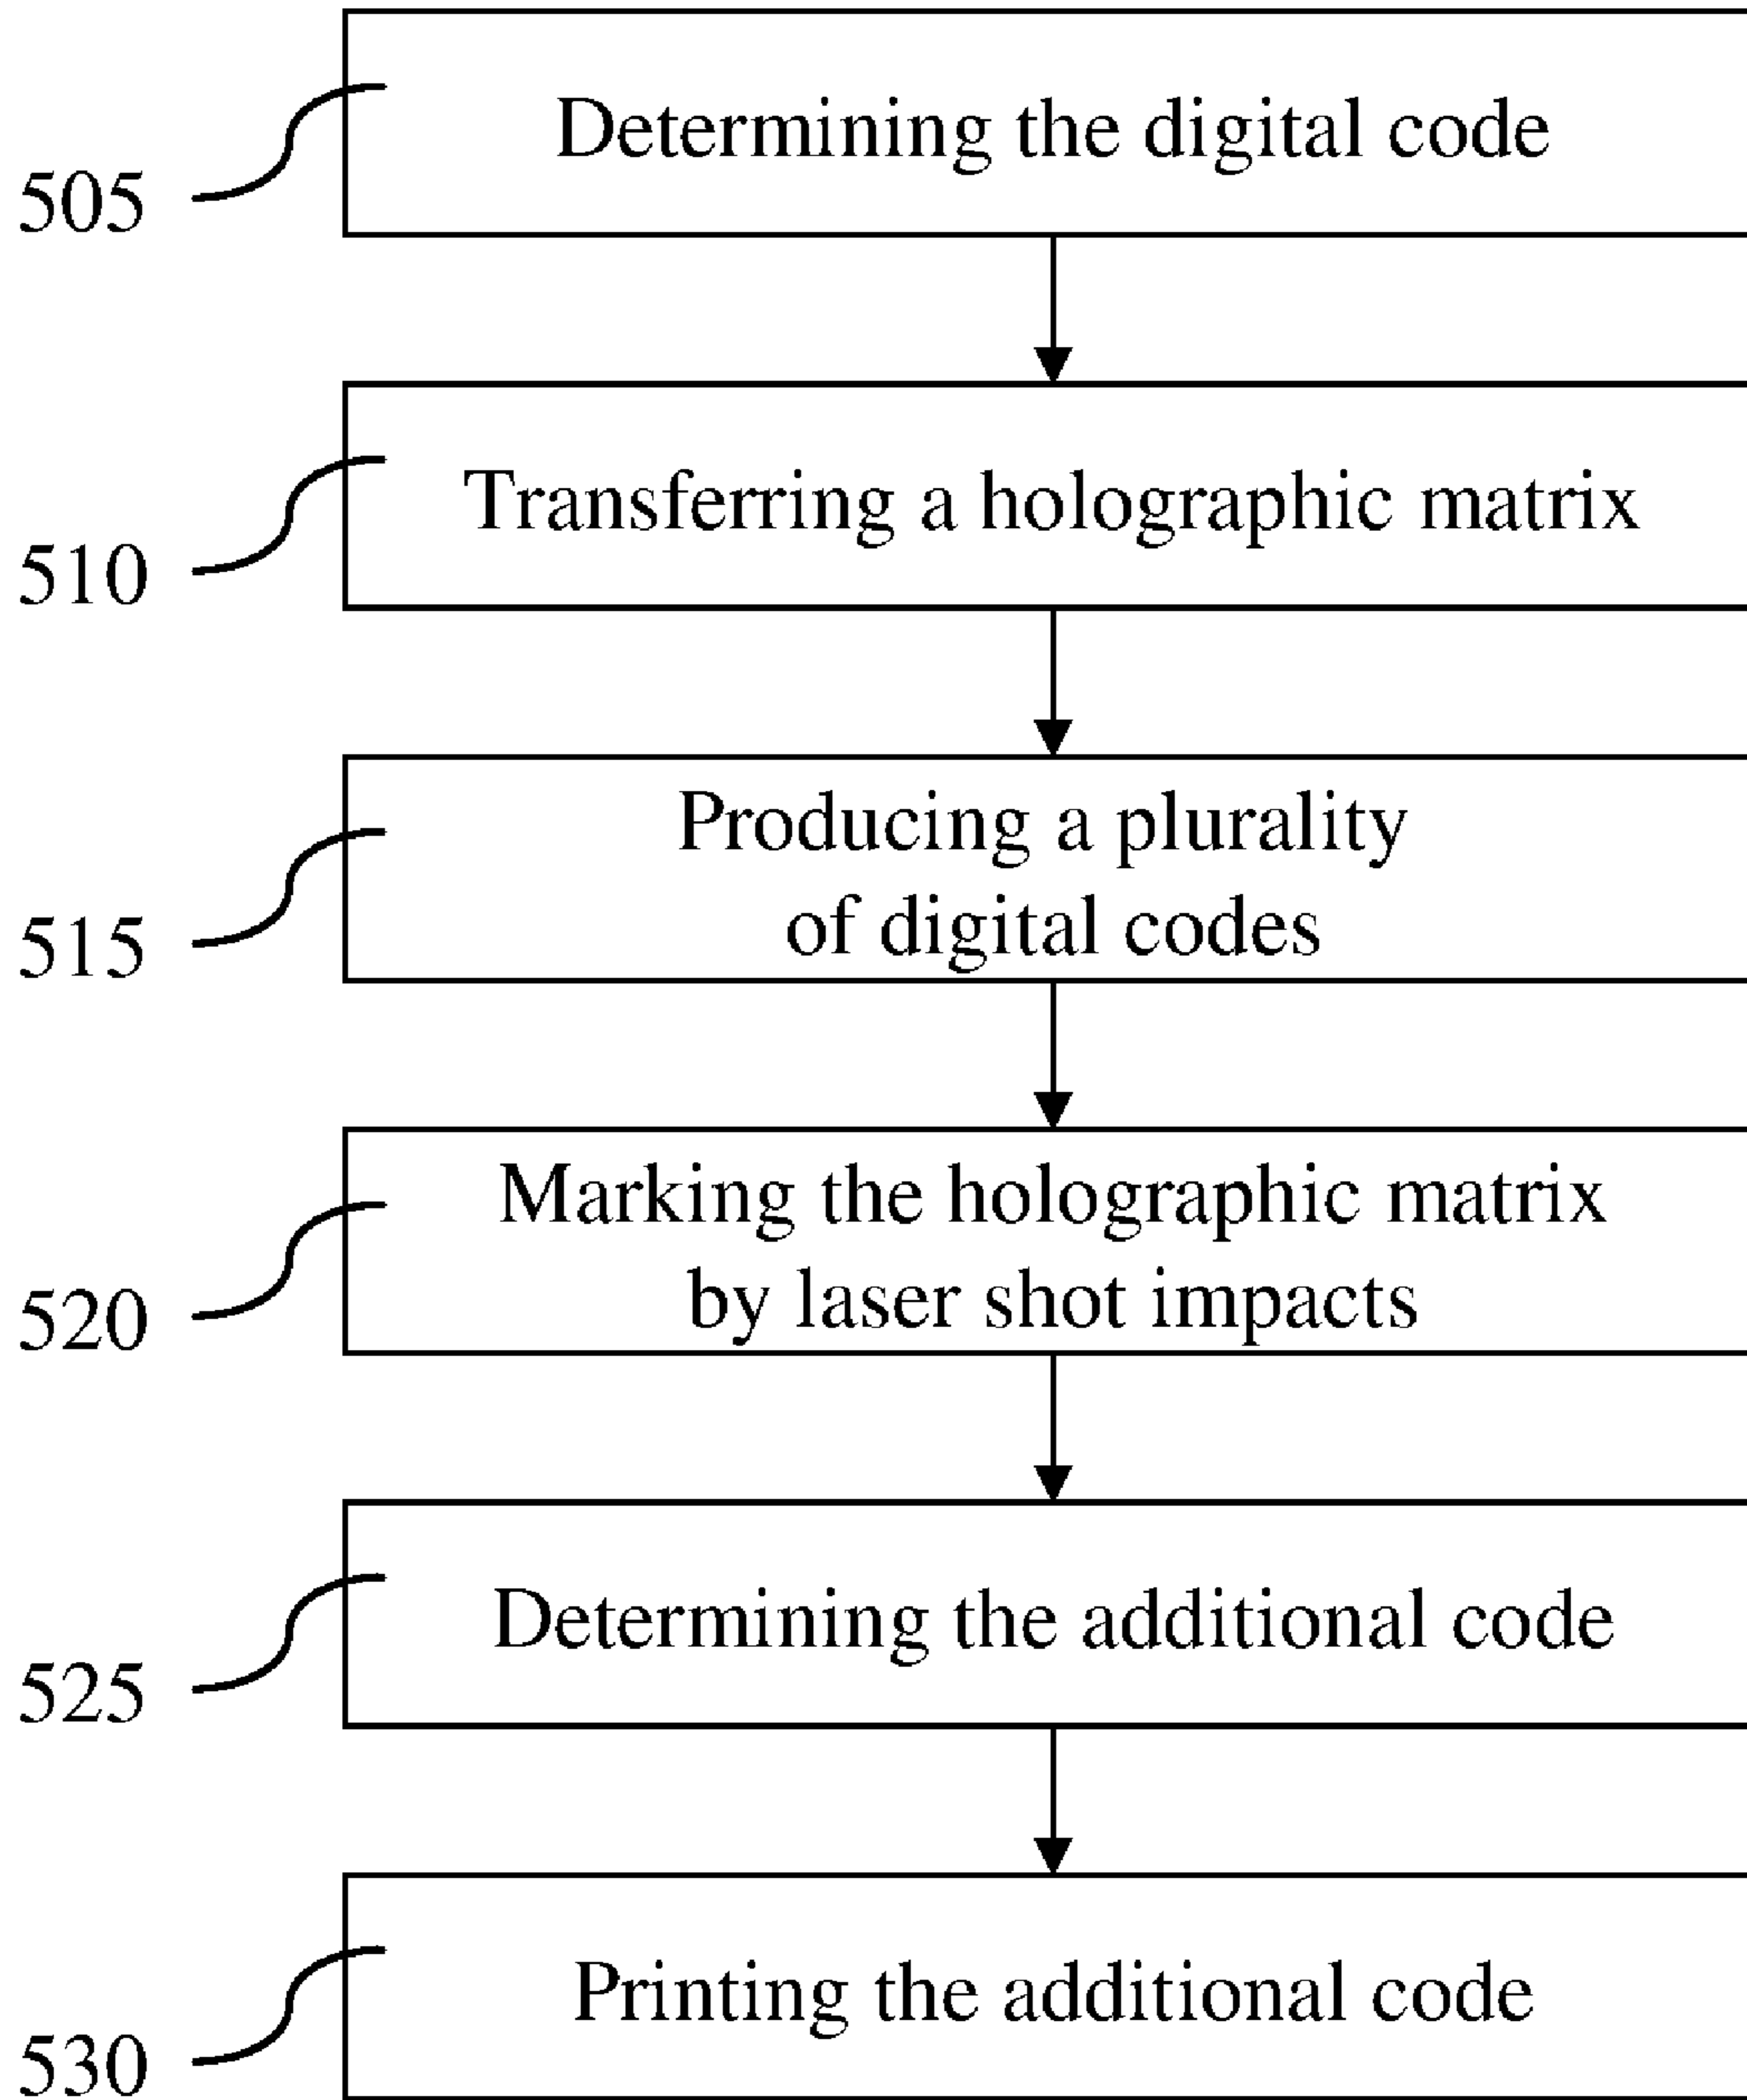 Determining the digital code
505
Transferring a holographic matrix
510
Producing a plurality
of digital codes
515
Marking the holographic matrix
by laser shot impacts
520
Determining the additional code
525
Printing the additional code
530